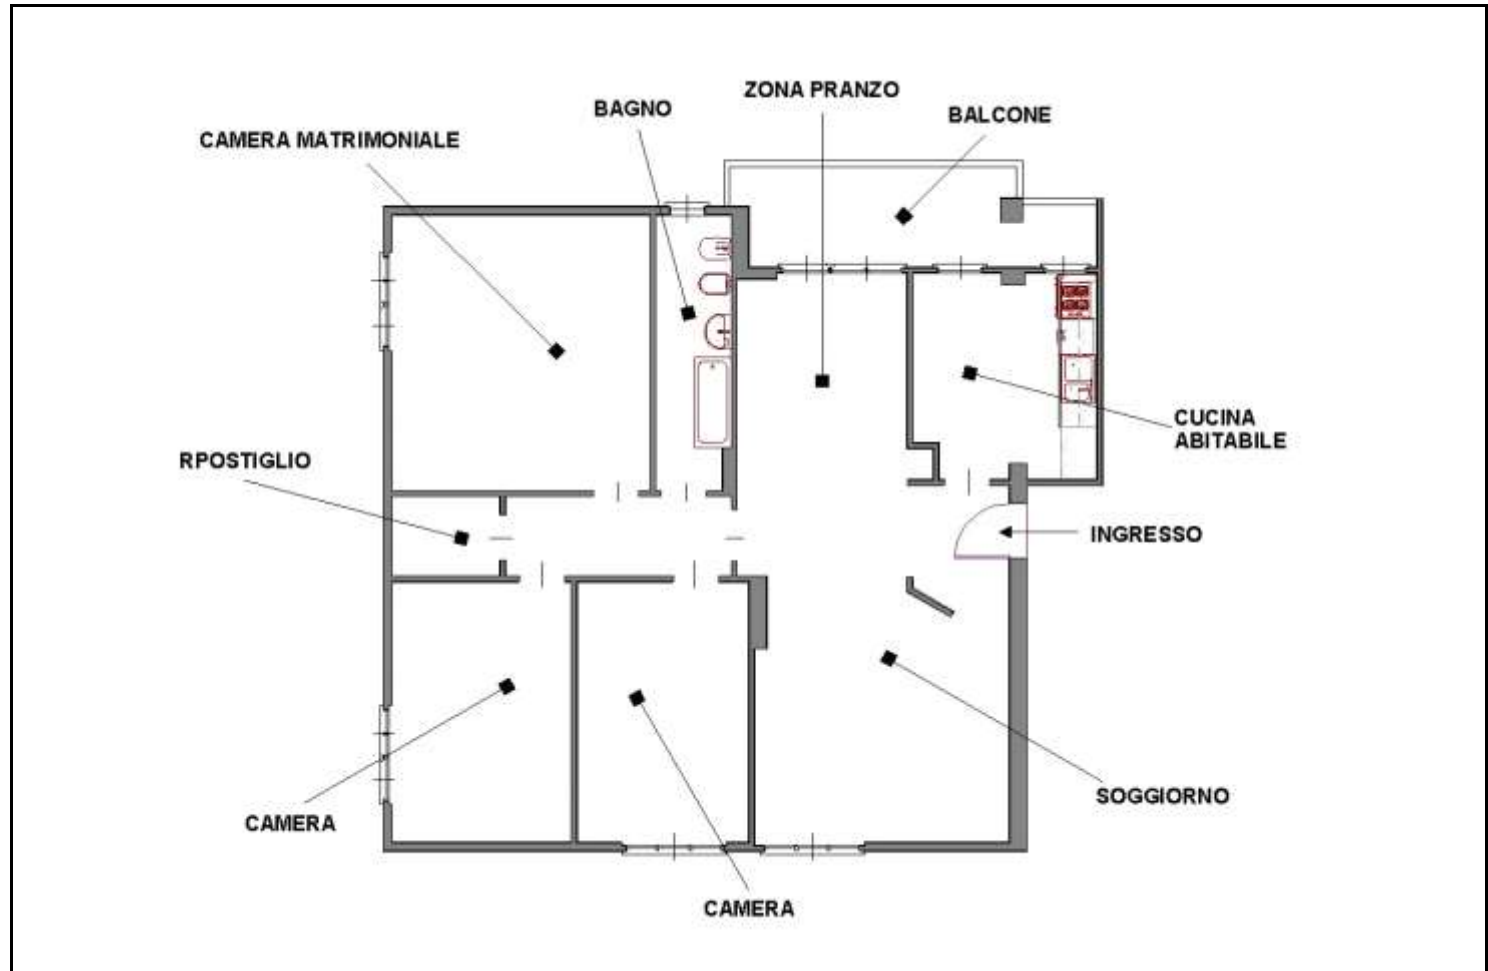 ZONA PRANZO
BAGNO
BALCONE
CAMERA MATRIMONIALE
CUCINA
ABITABILE
RPOSTIGLIO
INGRESSO
SOGGIORNO
CAMERA
CAMERA